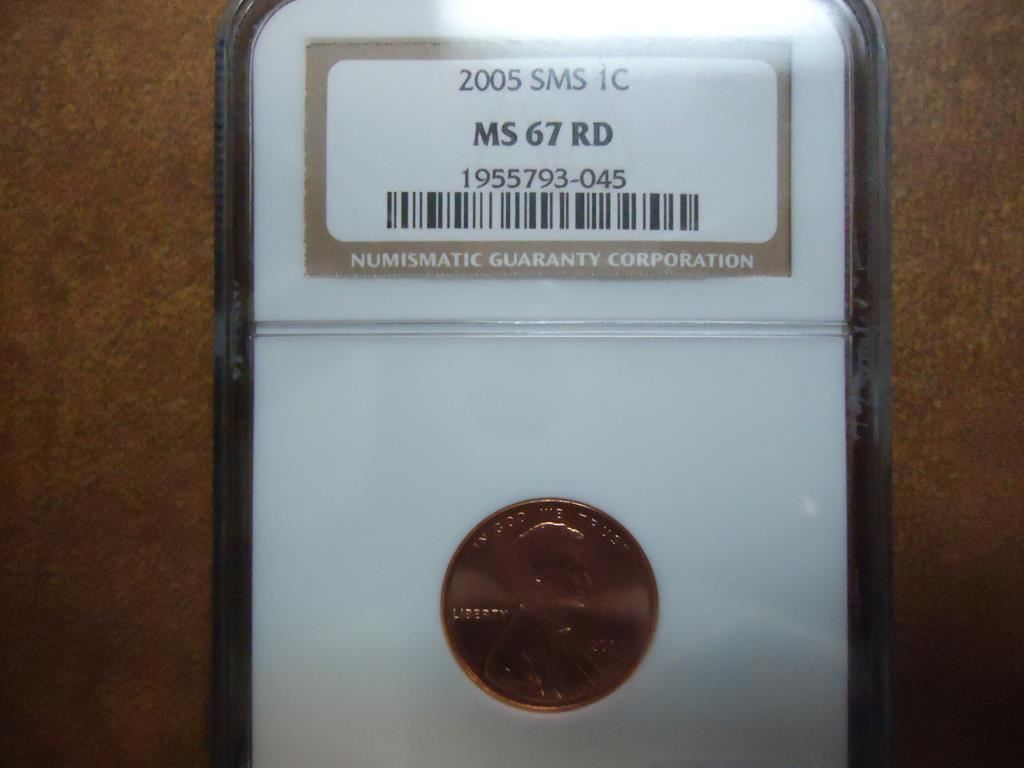 2005 SMS 1C
MS 67 RD
1955793-045
NUMISMATIC GUARANTY CORPORATION
IN GOD WE TRUST
LIBERTY